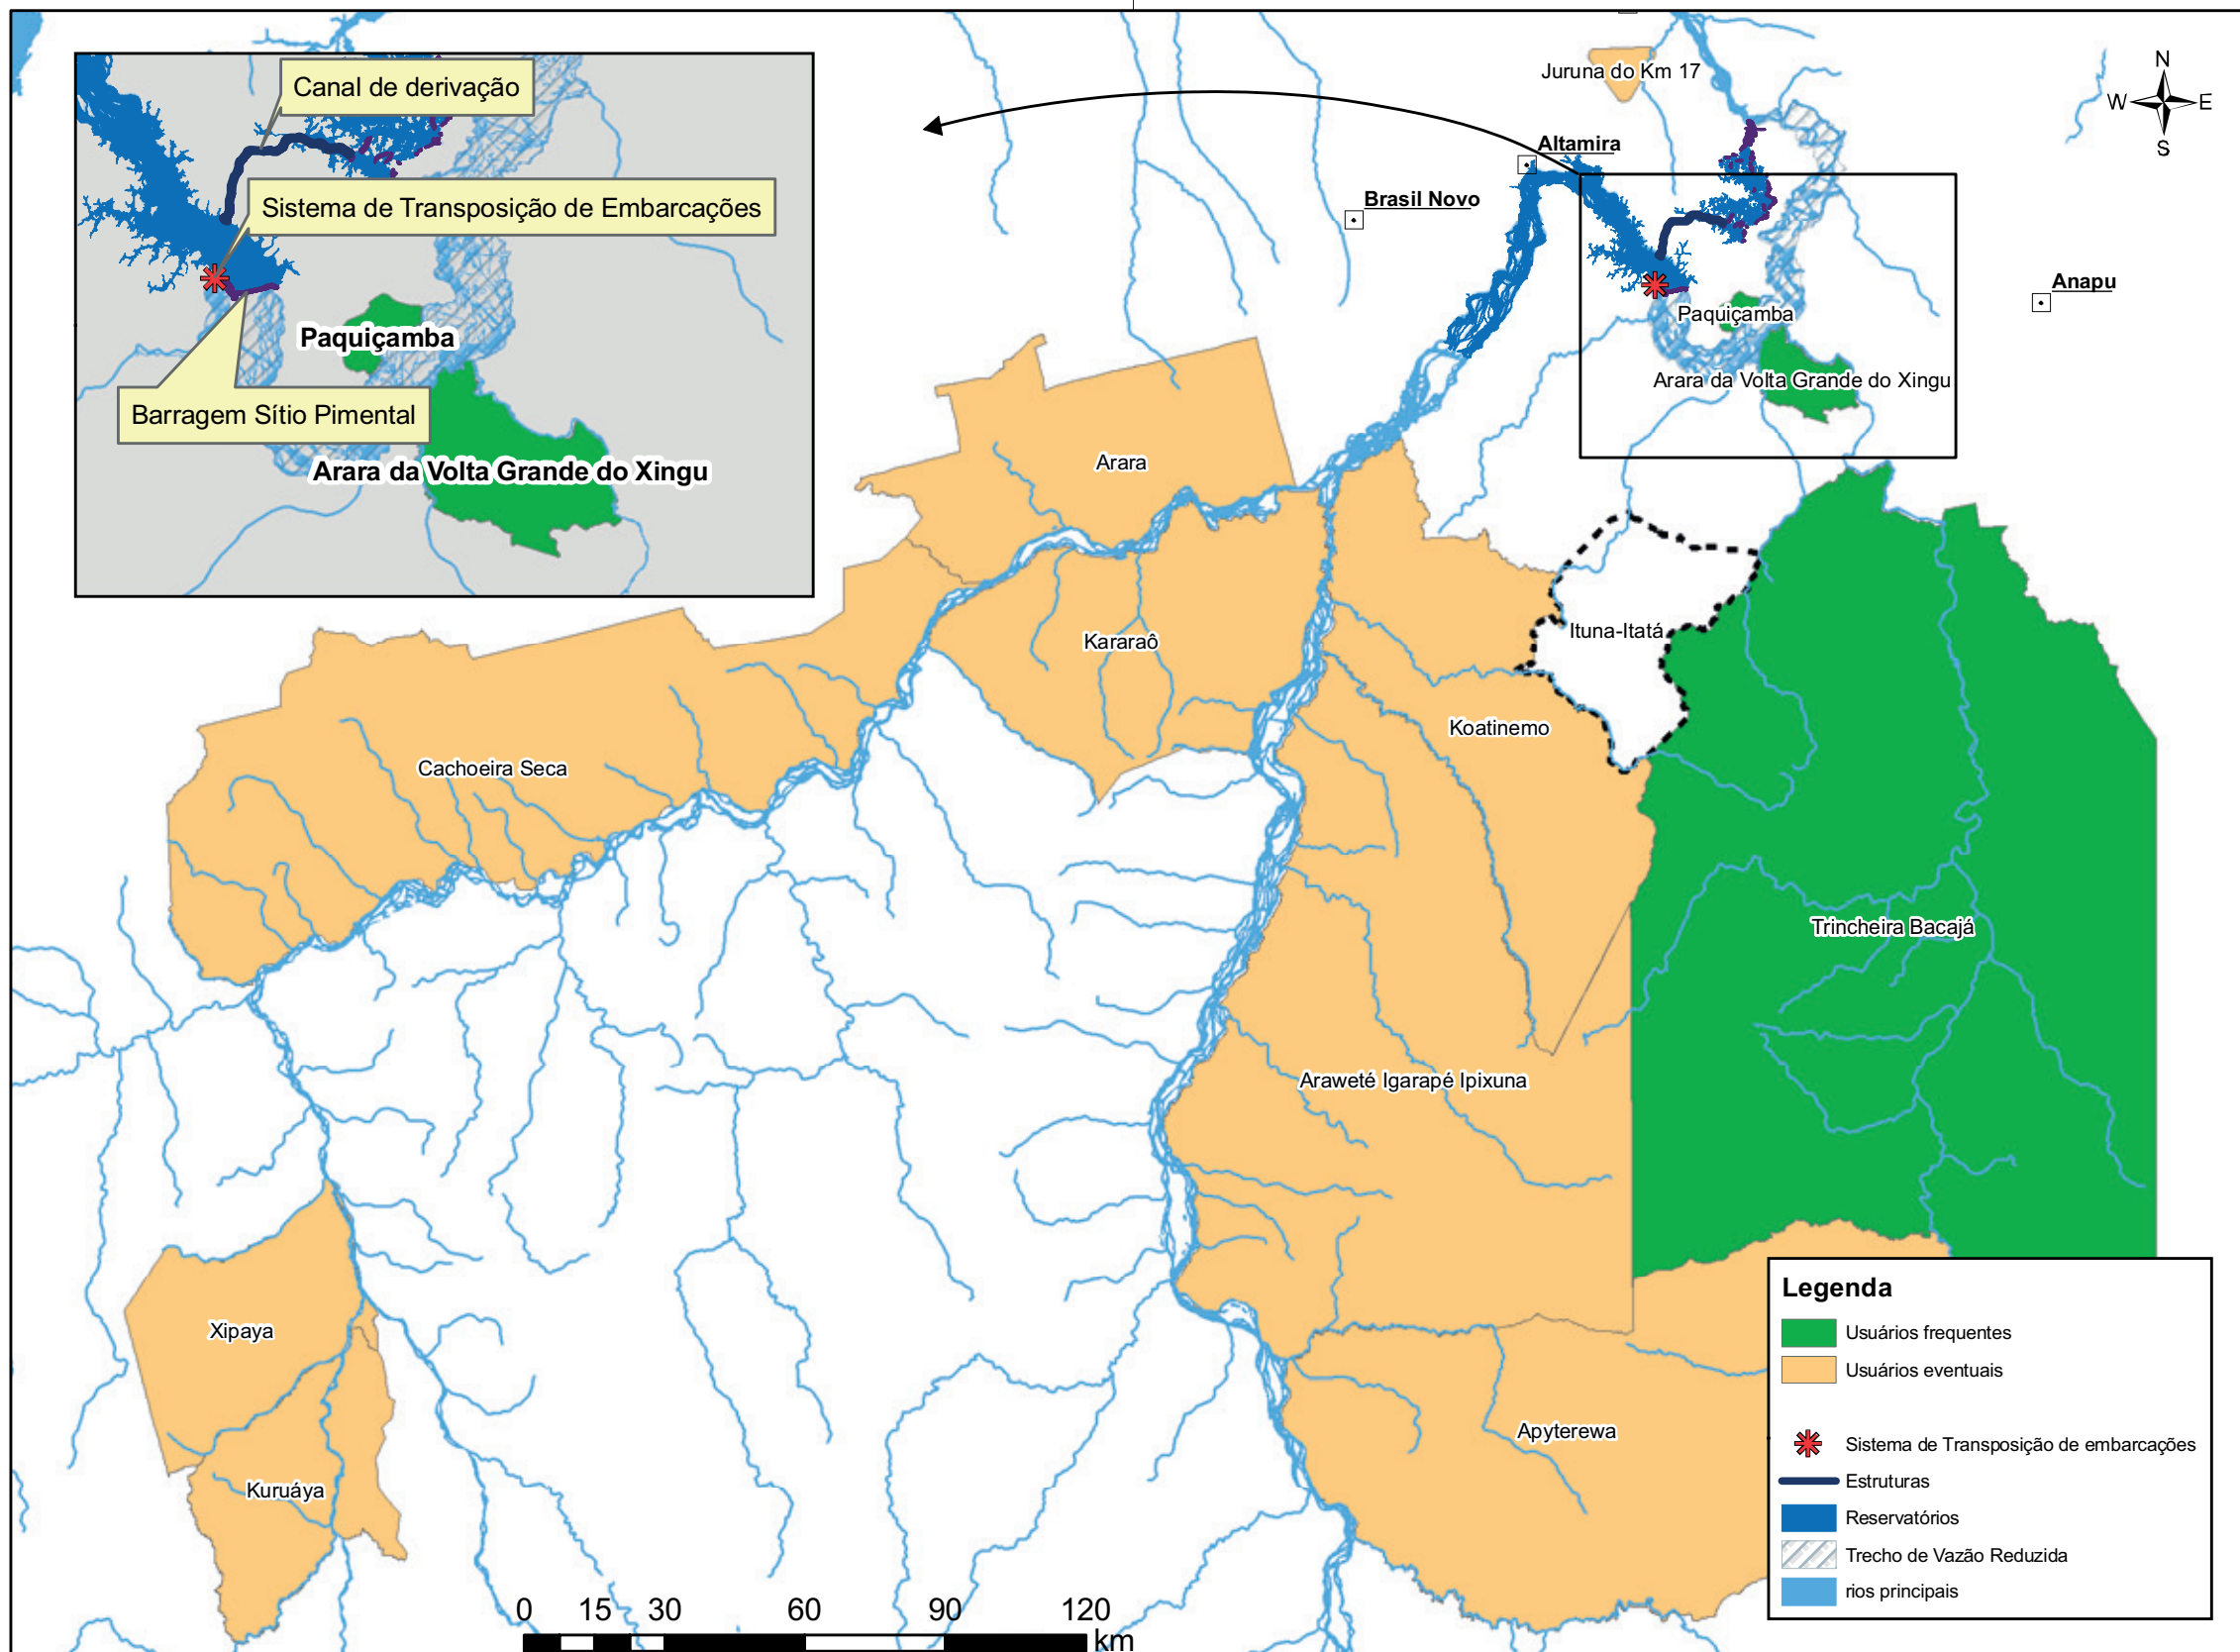 Canal de derivação
Sistema de Transposição de Embarcações
Paquiçamba
Barragem Sítio Pimental
Arara da Volta Grande do Xingu
Juruna do Km 17
N
W
E
S
Altamira
Brasil Novo
Anapu
Paquiçamba
Arara da Volta Grande do Xingu
Arara
Ituna-Itatá
Kararaô
Koatinemo
Cachoeira Seca
Trincheira Bacajá
Araweté Igarapé Ipixuna
Xipaya
Apyterewa
Kuruáya
Legenda
Usuários frequentes
Usuários eventuais
Sistema de Transposição de embarcações
Estruturas
Reservatórios
Trecho de Vazão Reduzida
rios principais
0 15 30 60 90 120
km